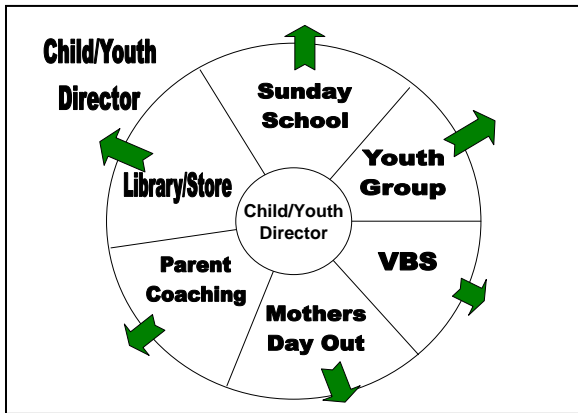 Child/Youth
Director
Sunday
School
Youth
Group
Library/Store
Child/Youth
Director
VBS
Parent
Coaching
Mothers
Day Out